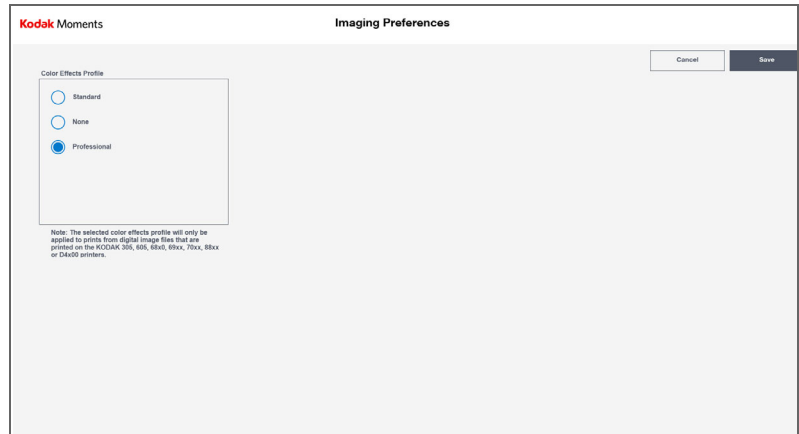 Kodak Moments
Imaging Preferences
Cancel
Save
Color Effects Profile
Standard
None
Professional
Note: The selected color effects profile will only be
applied to prints from digital image files that are
printed on the KODAK 305, 605, 68x0, 69xx, 70xx, 88xx
or D4x00 printers.